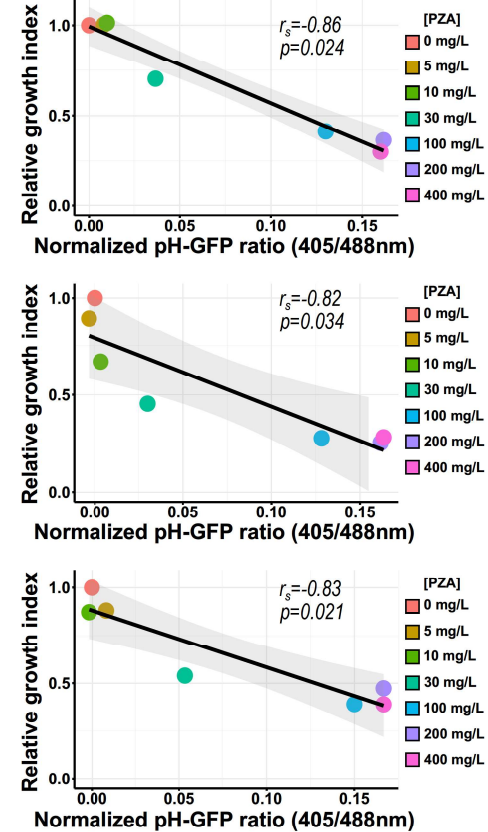 Relative growth index
1.0
0.5
0.0
0.00
0.05
0.10
0.15
Normalized pH-GFP ratio (405/488nm)
rs=-0.86
p=0.024
[PZA]
0 mg/L
5 mg/L
10 mg/L
30 mg/L
100 mg/L
200 mg/L
400 mg/L
Relative growth index
1.0
0.5
0.0
0.00
0.05
0.10
0.15
Normalized pH-GFP ratio (405/488nm)
rs=-0.82
p=0.034
[PZA]
0 mg/L
5 mg/L
10 mg/L
30 mg/L
100 mg/L
200 mg/L
400 mg/L
Relative growth index
1.0
0.5
0.0
0.00
0.05
0.10
0.15
Normalized pH-GFP ratio (405/488nm)
rs=-0.83
p=0.021
[PZA]
0 mg/L
5 mg/L
10 mg/L
30 mg/L
100 mg/L
200 mg/L
400 mg/L